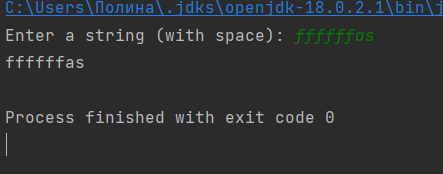 C:\Users\Полина\.jdks\openjdk-18.0.2.1\bin\j
Enter a string (with space): ffffffas
ffffffas
Process finished with exit code 0